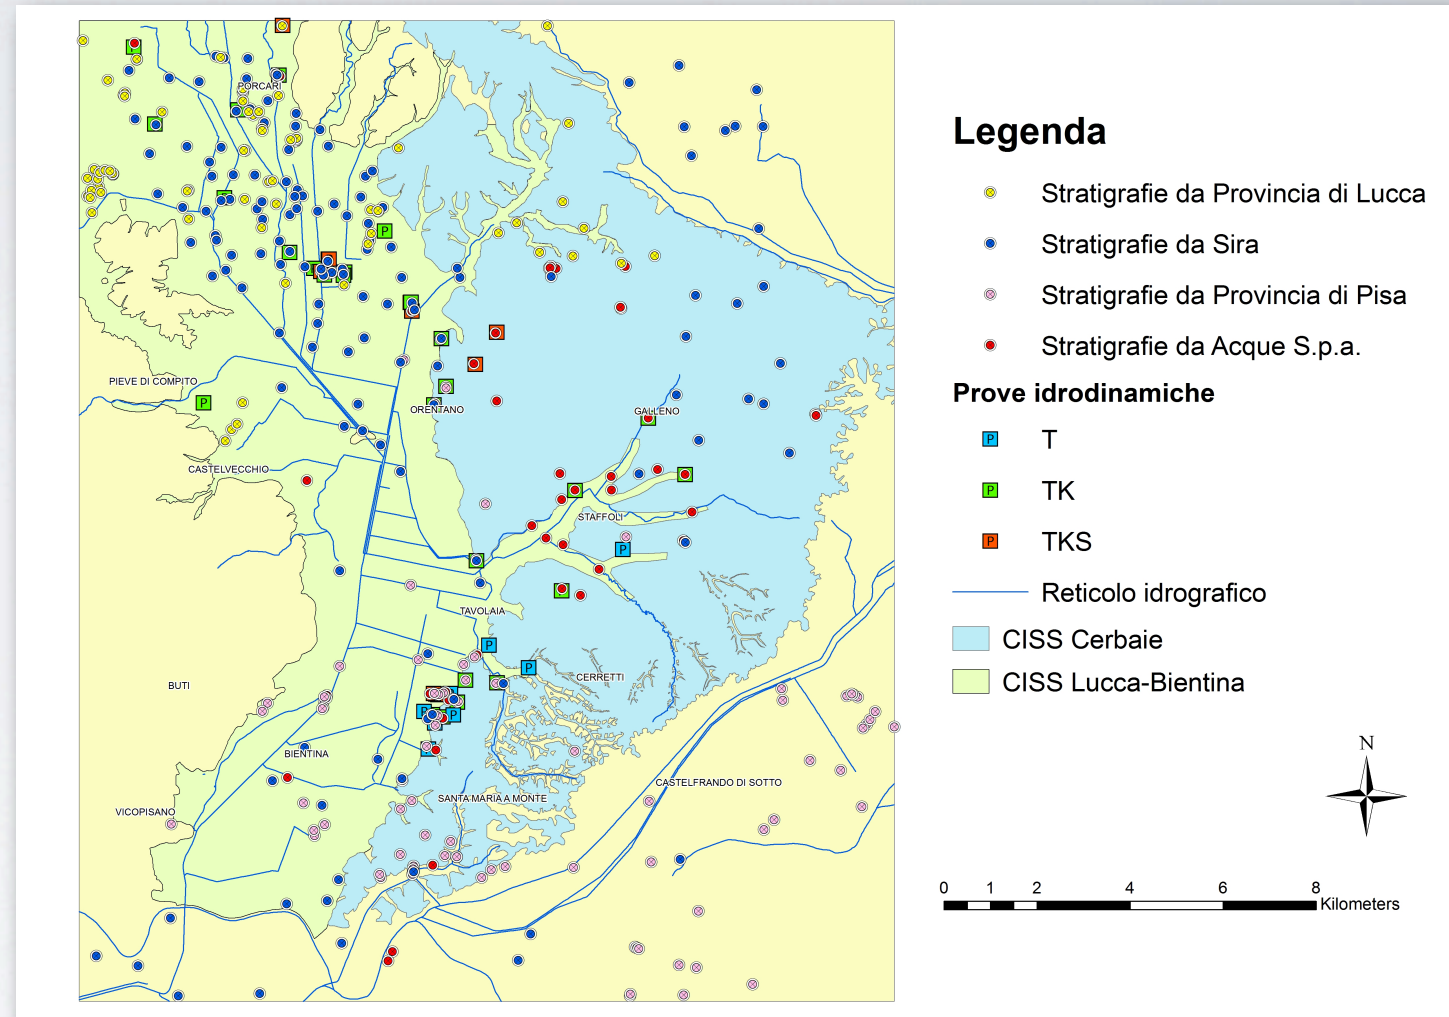 PORCARI
P
P
P
P
P
PIEVE DI COMPITO
P
ORENTANO
GALLENO
CASTELVECCHIO
STAFFOLI
P
TAVOLAIA
P
P
CERRETTI
BUTI
P
P
BIENTINA
CASTELFRANDO DI SOTTO
SANTA MARIA A MONTE
VICOPISANO
Legenda
Stratigrafie da Provincia di Lucca
Stratigrafie da Sira
Stratigrafie da Provincia di Pisa
Stratigrafie da Acque S.p.a.
Prove idrodinamiche
P T
P TK
P TKS
Reticolo idrografico
CISS Cerbaie
CISS Lucca-Bientina
N
0 1 2 4 6 8
Kilometers